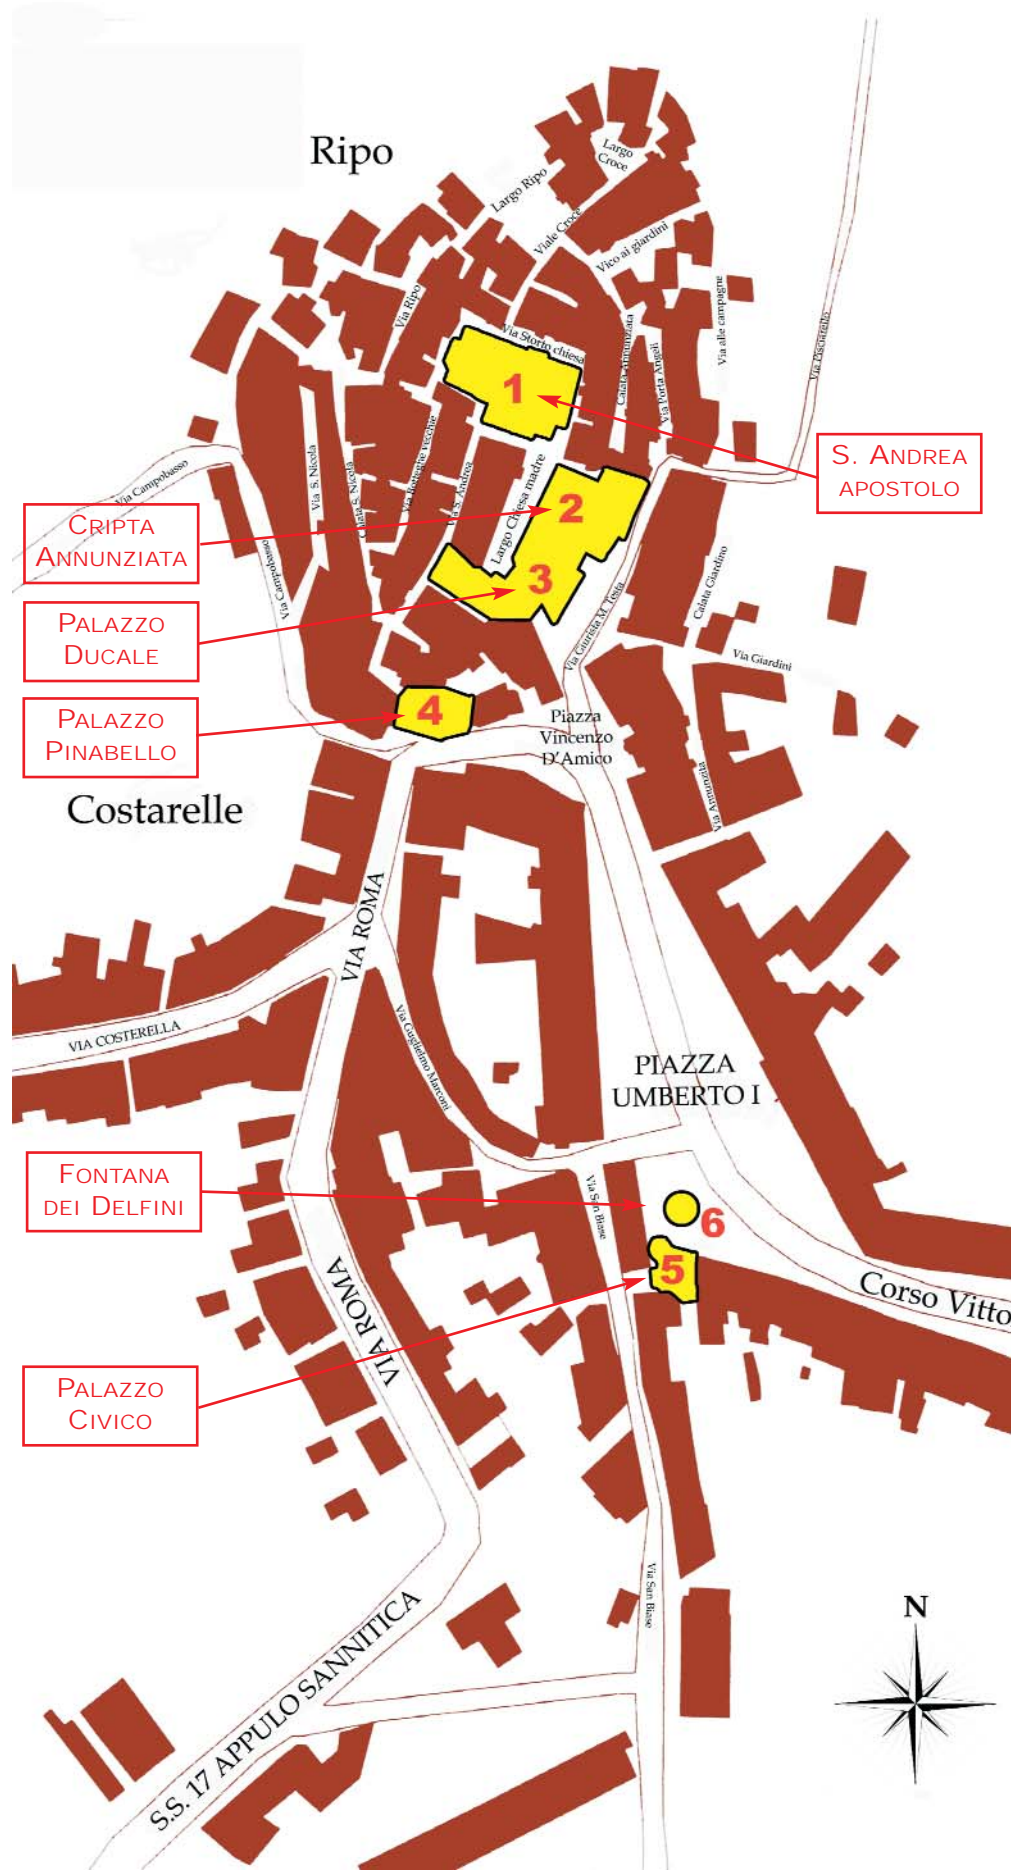 Ripo
Largo
Croce
Largo Ripo
Viale Croce
Vico ai giardini
Via Ripo
Via Storto chiesa
Calata Annunziata
Via Porta Angeli
Via alle campagne
Via Pisciarello
1
S. ANDREA
APOSTOLO
Via Campobasso
Via S. Nicola
Calata S. Nicola
Via Botteghe vecchie
Via S. Andrea
Largo Chiesa madre
2
CRIPTA
ANNUNZIATA
Via Campobasso
3
Via Giurista M. Testa
Calata Giardino
Via Giardini
PALAZZO
DUCALE
4
PALAZZO
PINABELLO
Piazza
Vincenzo
D'Amico
Via Annunzita
Costarelle
VIA ROMA
VIA COSTERELLA
Via Guglielmo Marconi
PIAZZA
UMBERTO I
FONTANA
DEI DELFINI
Via San Biase
6
5
Corso Vitto
VIA ROMA
PALAZZO
CIVICO
Via San Biase
S.S. 17 APPULO SANNITICA
N